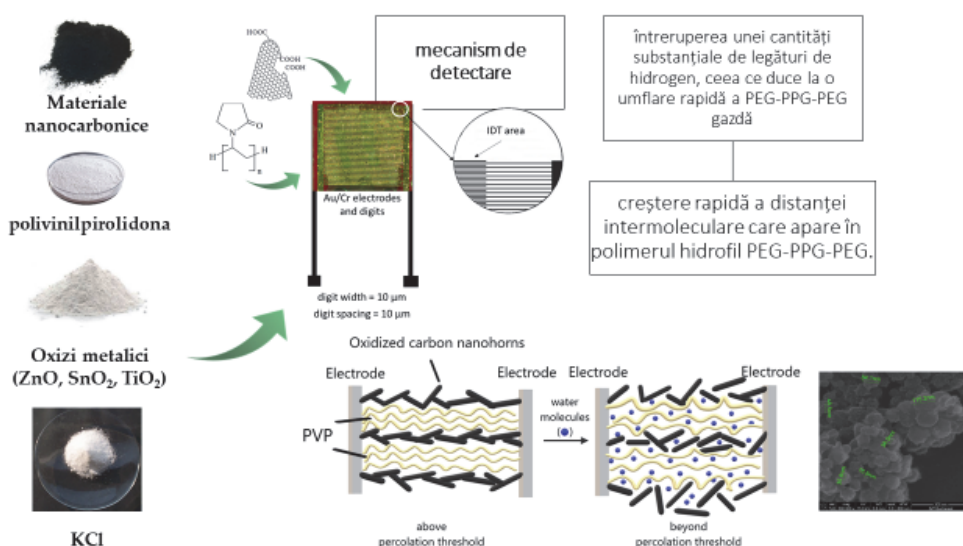 Materiale
nanocarbonice
polivinilpirolidona
Oxizi metalici
(ZnO, SnO₂, TiO₂)
KCl
HOOC
COOH
COOH
N
O
H
H
n
mecanism de
detectare
IDT area
Au/Cr electrodes
and digits
digit width = 10 µm
digit spacing = 10 µm
întreruperea unei cantități
substanțiale de legături de
hidrogen, ceea ce duce la o
umflare rapidă a PEG-PPG-PEG
gazdă
creștere rapidă a distanței
intermoleculare care apare în
polimerul hidrofil PEG-PPG-PEG.
Oxidized carbon nanohorns
Electrode
Electrode
Electrode
Electrode
PVP
water
molecules
()
above
percolation threshold
beyond
percolation threshold